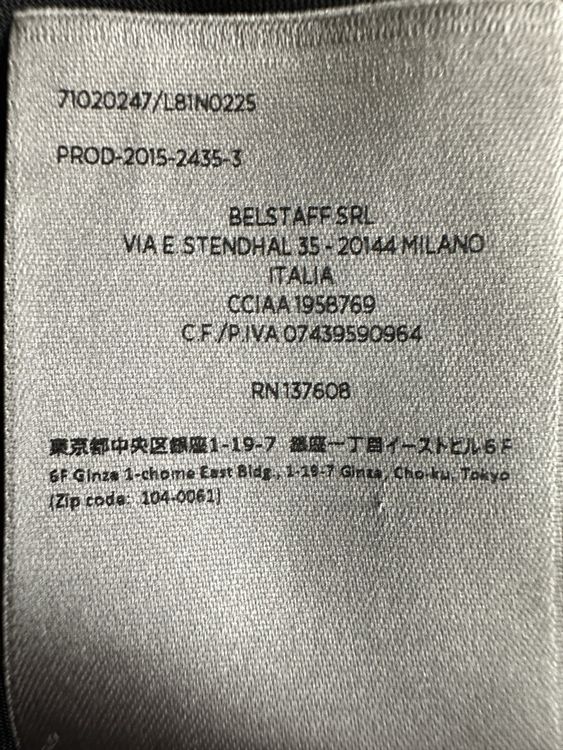 71020247/L81N0225
PROD-2015-2435-3
BELSTAFF SRL
VIA E. STENDHAL 35 - 20144 MILANO
ITALIA
CCIAA 1958769
C.F./P.IVA 07439590964
RN 137608
東京都中央区銀座1-19-7 銀座一丁目イーストヒル6F
6F Ginza 1-chome East Bldg., 1-19-7 Ginza, Cho-ku, Tokyo
(Zip code: 104-0061)